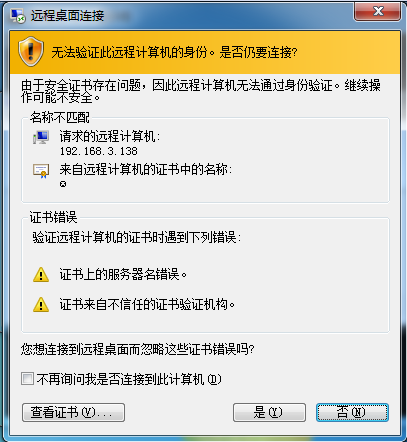 远程桌面连接
无法验证此远程计算机的身份。是否仍要连接?
由于安全证书存在问题，因此远程计算机无法通过身份验证。继续操
作可能不安全。
名称不匹配
请求的远程计算机:
192.168.3.138
来自远程计算机的证书中的名称:
证书错误
验证远程计算机的证书时遇到下列错误:
证书上的服务器名错误。
证书来自不信任的证书验证机构。
您想连接到远程桌面而忽略这些证书错误吗?
不再询问我是否连接到此计算机(D)
查看证书(V)...
是(Y)
否(N)